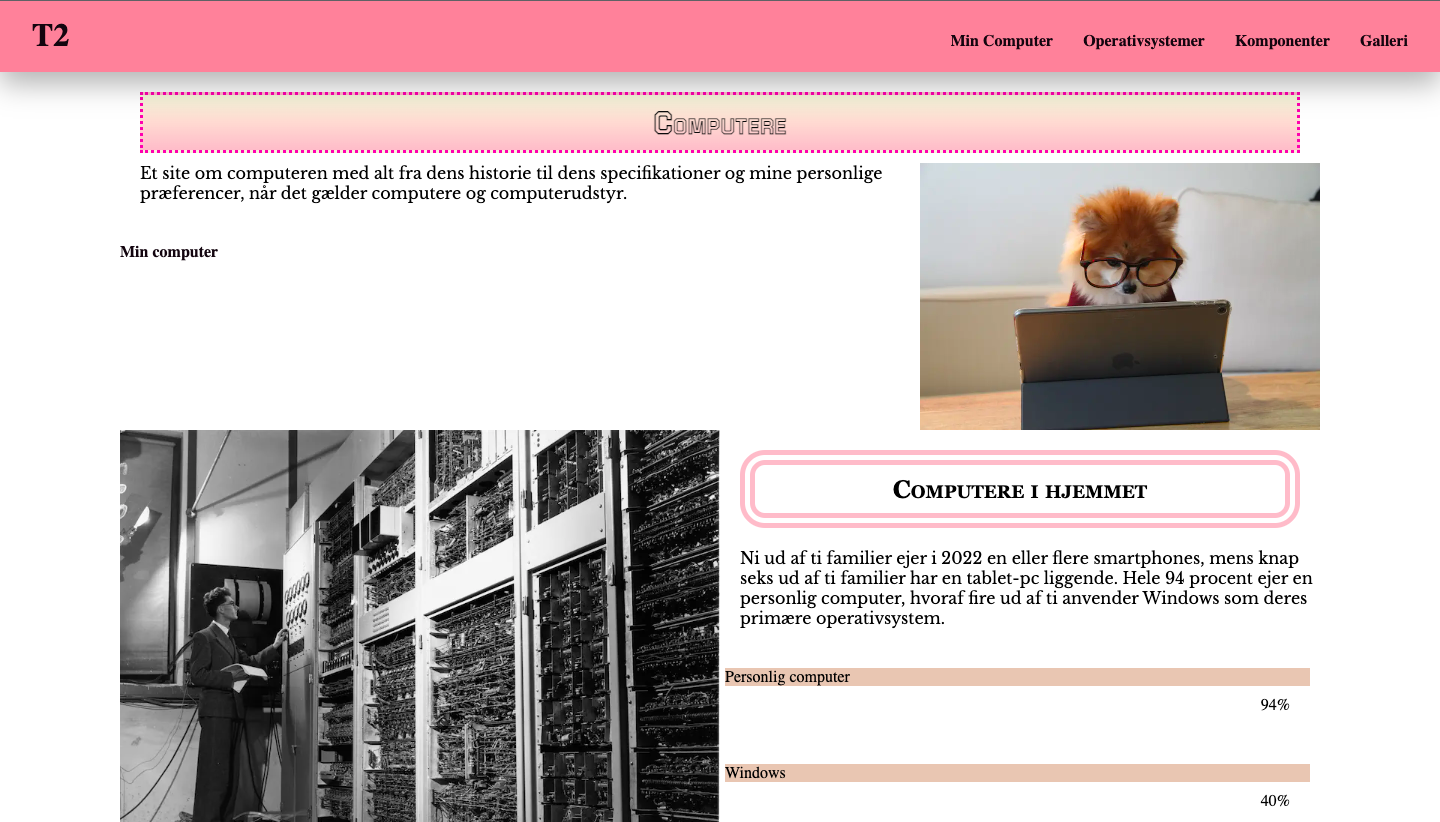 T2
Min Computer Operativsystemer Komponenter Galleri
Computere
Et site om computeren med alt fra dens historie til dens specifikationer og mine personlige
præferencer, når det gælder computere og computerudstyr.
Min computer
Computere i hjemmet
Ni ud af ti familier ejer i 2022 en eller flere smartphones, mens knap
seks ud af ti familier har en tablet-pc liggende. Hele 94 procent ejer en
personlig computer, hvoraf fire ud af ti anvender Windows som deres
primære operativsystem.
Personlig computer
94%
Windows
40%